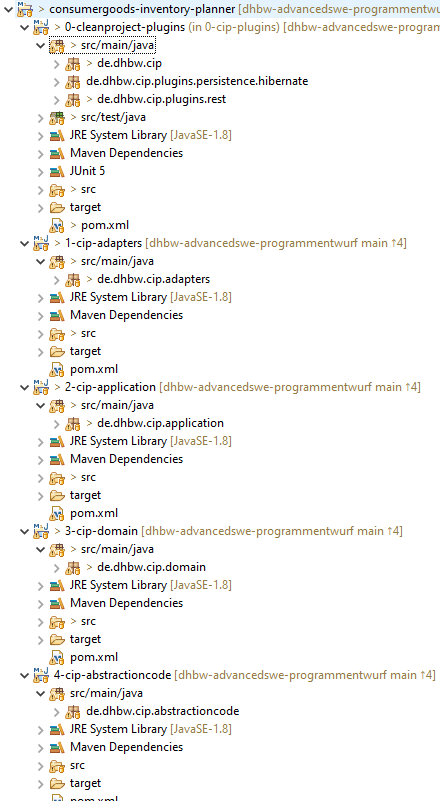 > consumergoods-inventory-planner [dhbw-advancedswe-programmentwu
> 0-cleanproject-plugins (in 0-cip-plugins) [dhbw-advancedswe-progra
> src/main/java
> de.dhbw.cip
de.dhbw.cip.plugins.persistence.hibernate
> de.dhbw.cip.plugins.rest
> src/test/java
JRE System Library [JavaSE-1.8]
Maven Dependencies
JUnit 5
> src
target
> pom.xml
> 1-cip-adapters [dhbw-advancedswe-programmentwurf main ↑4]
> src/main/java
> de.dhbw.cip.adapters
JRE System Library [JavaSE-1.8]
Maven Dependencies
> src
target
pom.xml
> 2-cip-application [dhbw-advancedswe-programmentwurf main ↑4]
> src/main/java
> de.dhbw.cip.application
JRE System Library [JavaSE-1.8]
Maven Dependencies
> src
target
pom.xml
> 3-cip-domain [dhbw-advancedswe-programmentwurf main ↑4]
> src/main/java
> de.dhbw.cip.domain
JRE System Library [JavaSE-1.8]
Maven Dependencies
> src
target
pom.xml
4-cip-abstractioncode [dhbw-advancedswe-programmentwurf main ↑4]
src/main/java
de.dhbw.cip.abstractioncode
JRE System Library [JavaSE-1.8]
Maven Dependencies
src
target
pom.xml